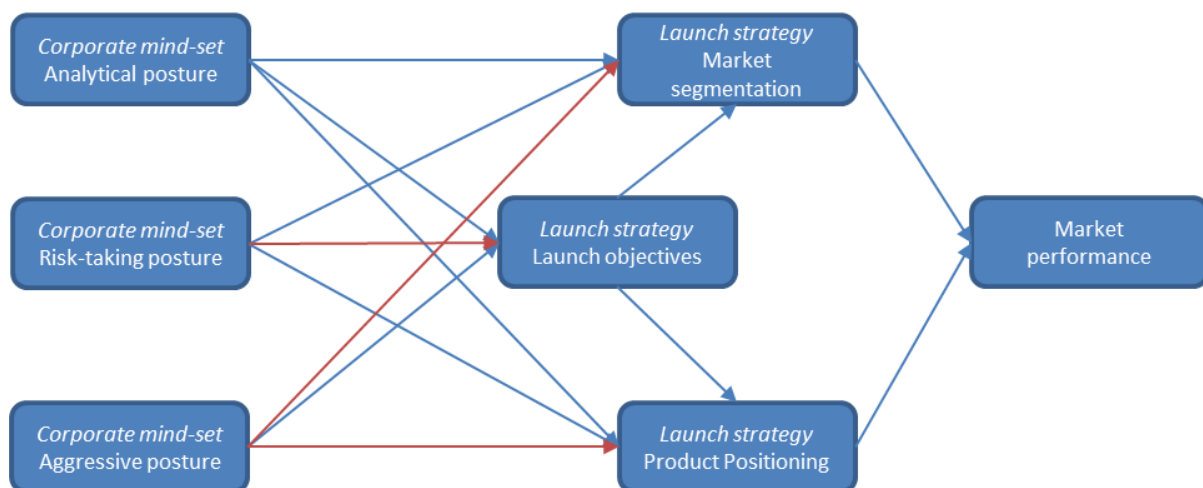 Corporate mind-set
Analytical posture
Launch strategy
Market
segmentation
Corporate mind-set
Risk-taking posture
Launch strategy
Launch objectives
Market
performance
Corporate mind-set
Aggressive posture
Launch strategy
Product Positioning